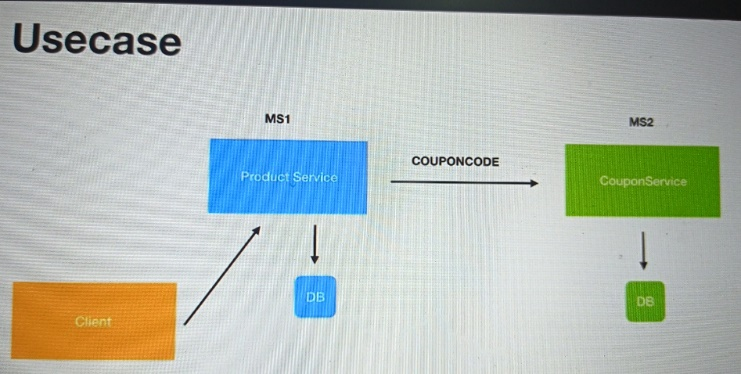 Usecase
MS1
MS2
Product Service
COUPONCODE
CouponService
DB
DB
Client